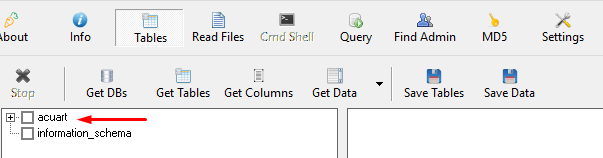 About Info Tables Read Files Cmd Shell Query Find Admin MD5 Settings
Stop Get DBs Get Tables Get Columns Get Data Save Tables Save Data
acuart
information_schema